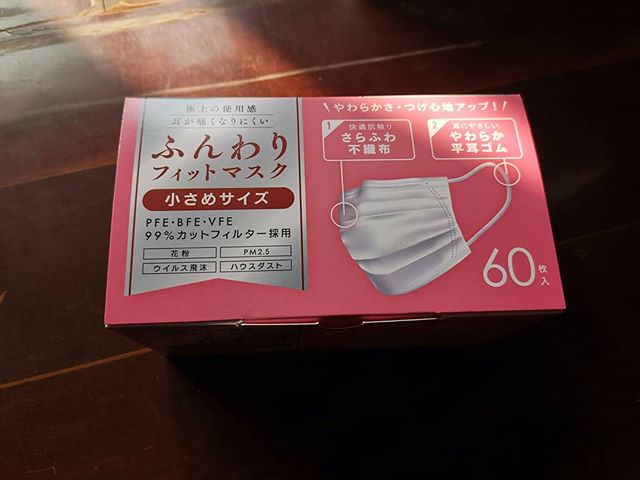 極上の使用感
耳が痛くなりにくい
ふんわり
フィットマスク
小さめサイズ
PFE・BFE・VFE
99%カットフィルター採用
花粉
PM2.5
ウイルス飛沫
ハウスダスト
\ やわらかさ・つけ心地アップ! /
1
快適肌触り
さらふわ
不織布
2
耳にやさしい
やわらか
平耳ゴム
60枚入